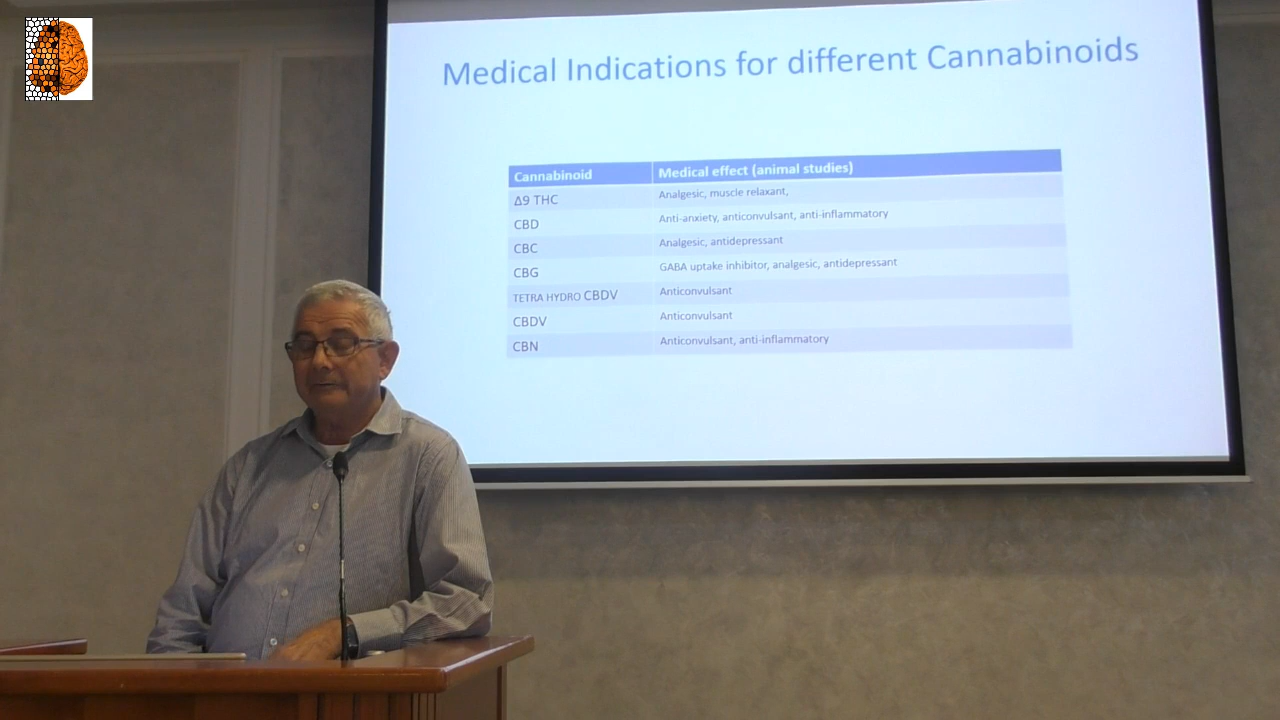 Medical Indications for different Cannabinoids
Cannabinoid Medical effect (animal studies)
Δ9 THC Analgesic, muscle relaxant,
CBD Anti-anxiety, anticonvulsant, anti-inflammatory
CBC Analgesic, antidepressant
CBG GABA uptake inhibitor, analgesic, antidepressant
TETRA HYDRO CBDV Anticonvulsant
CBDV Anticonvulsant
CBN Anticonvulsant, anti-inflammatory